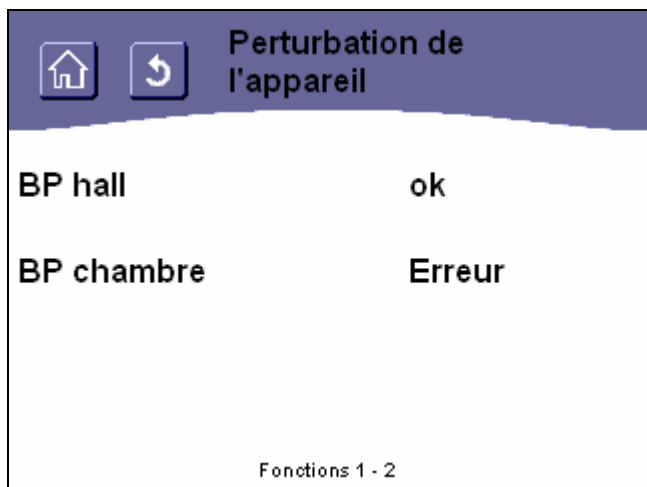 Perturbation de
l'appareil
BP hall ok
BP chambre Erreur
Fonctions 1 - 2